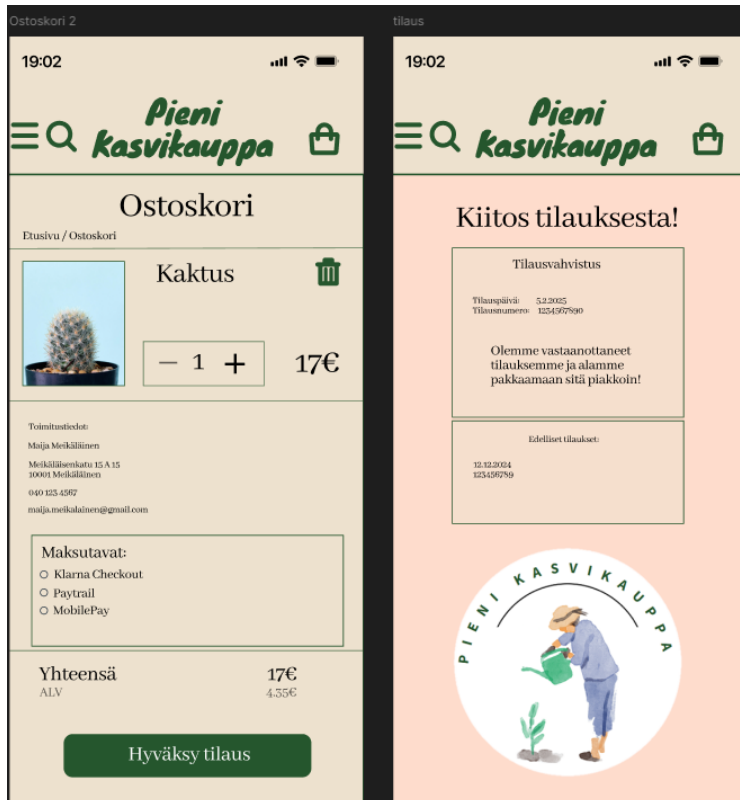 Ostoskori 2
19:02
Pieni
Kasvikauppa
Ostoskori
Etusivu / Ostoskori
Kaktus
1
17€
Toimitustiedot:
Maija Meikäläinen
Meikäläisenkatu 15 A 15
10001 Meikäläinen
040 123 4567
maija.meikalainen@gmail.com
Maksutavat:
Klarna Checkout
Paytrail
MobilePay
Yhteensä 17€
ALV 4.35€
Hyväksy tilaus
tilaus
19:02
Pieni
Kasvikauppa
Kiitos tilauksesta!
Tilausvahvistus
Tilauspäivä: 5.2.2025
Tilausnumero: 1234567890
Olemme vastaanottaneet
tilauksemme ja alamme
pakkaamaan sitä piakkoin!
Edelliset tilaukset:
12.12.2024
123456789
PIENI KASVIKAUPPA